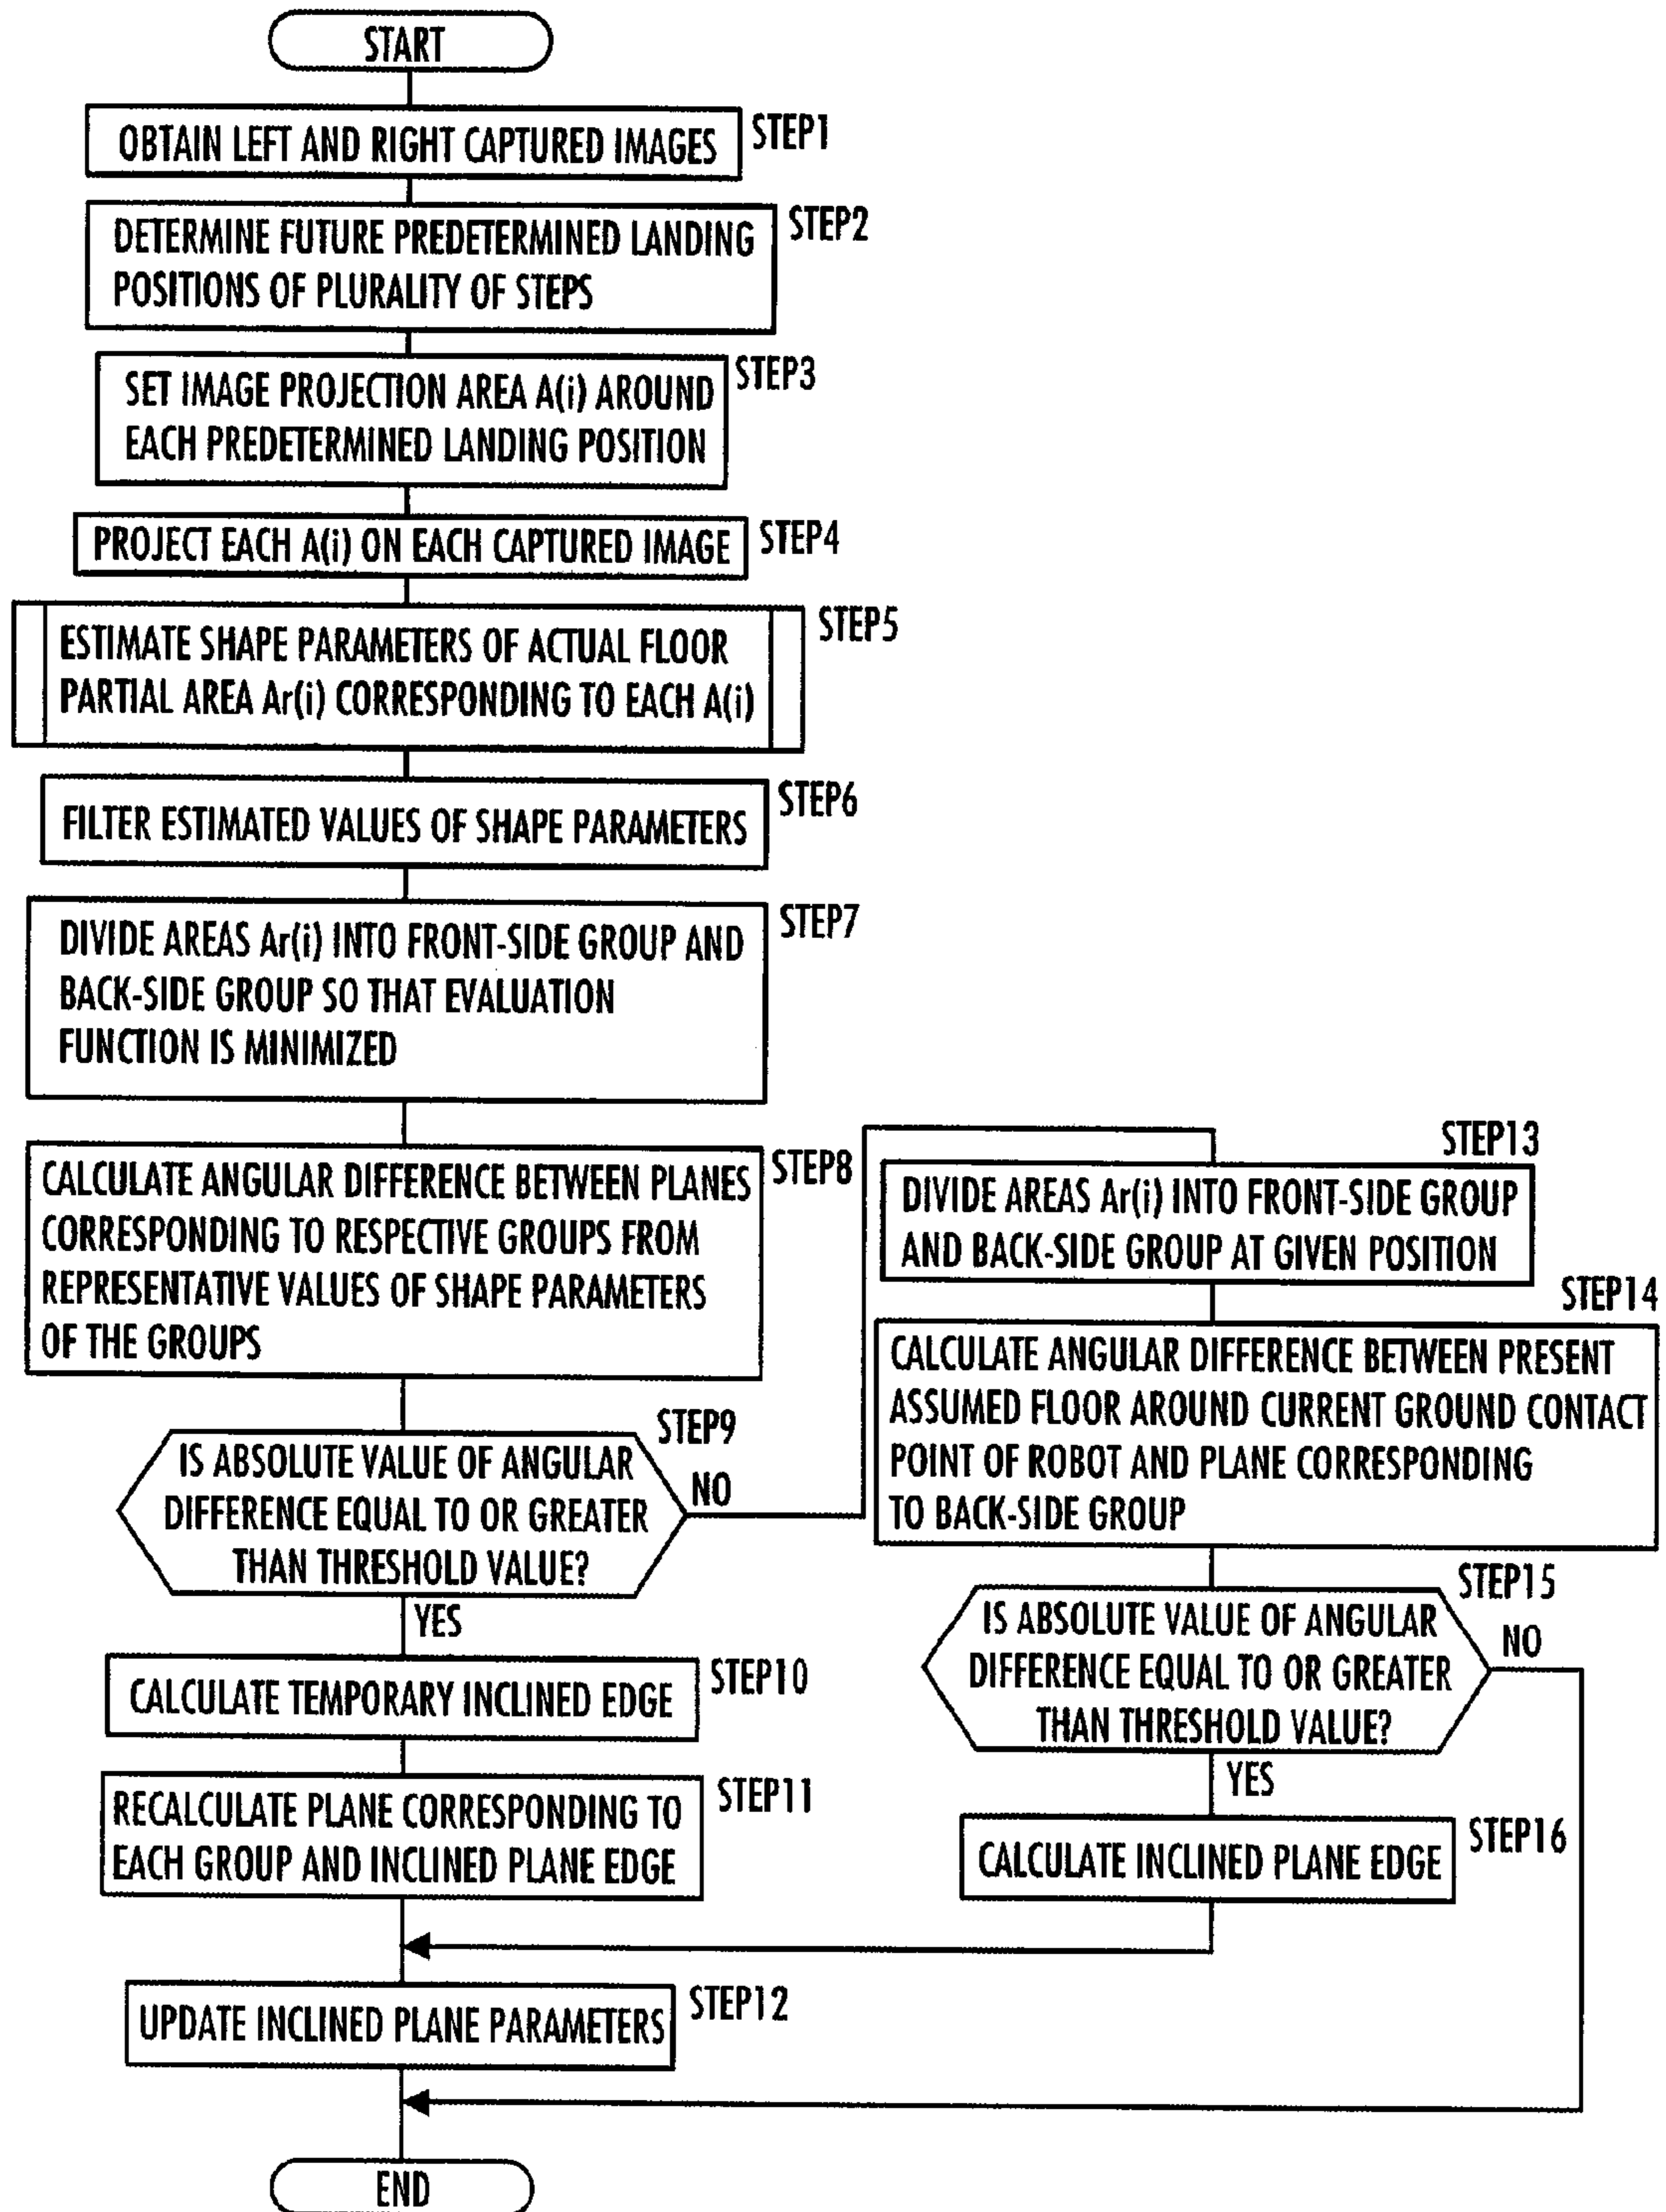 START
OBTAIN LEFT AND RIGHT CAPTURED IMAGES
STEP1
DETERMINE FUTURE PREDETERMINED LANDING
POSITIONS OF PLURALITY OF STEPS
STEP2
SET IMAGE PROJECTION AREA A(i) AROUND
EACH PREDETERMINED LANDING POSITION
STEP3
PROJECT EACH A(i) ON EACH CAPTURED IMAGE
STEP4
ESTIMATE SHAPE PARAMETERS OF ACTUAL FLOOR
PARTIAL AREA Ar(i) CORRESPONDING TO EACH A(i)
STEP5
FILTER ESTIMATED VALUES OF SHAPE PARAMETERS
STEP6
DIVIDE AREAS Ar(i) INTO FRONT-SIDE GROUP AND
BACK-SIDE GROUP SO THAT EVALUATION
FUNCTION IS MINIMIZED
STEP7
CALCULATE ANGULAR DIFFERENCE BETWEEN PLANES
CORRESPONDING TO RESPECTIVE GROUPS FROM
REPRESENTATIVE VALUES OF SHAPE PARAMETERS
OF THE GROUPS
STEP8
IS ABSOLUTE VALUE OF ANGULAR
DIFFERENCE EQUAL TO OR GREATER
THAN THRESHOLD VALUE?
STEP9
NO
YES
CALCULATE TEMPORARY INCLINED EDGE
STEP10
RECALCULATE PLANE CORRESPONDING TO
EACH GROUP AND INCLINED PLANE EDGE
STEP11
UPDATE INCLINED PLANE PARAMETERS
STEP12
END
STEP13
DIVIDE AREAS Ar(i) INTO FRONT-SIDE GROUP
AND BACK-SIDE GROUP AT GIVEN POSITION
STEP14
CALCULATE ANGULAR DIFFERENCE BETWEEN PRESENT
ASSUMED FLOOR AROUND CURRENT GROUND CONTACT
POINT OF ROBOT AND PLANE CORRESPONDING
TO BACK-SIDE GROUP
STEP15
IS ABSOLUTE VALUE OF ANGULAR
DIFFERENCE EQUAL TO OR GREATER
THAN THRESHOLD VALUE?
NO
YES
CALCULATE INCLINED PLANE EDGE
STEP16